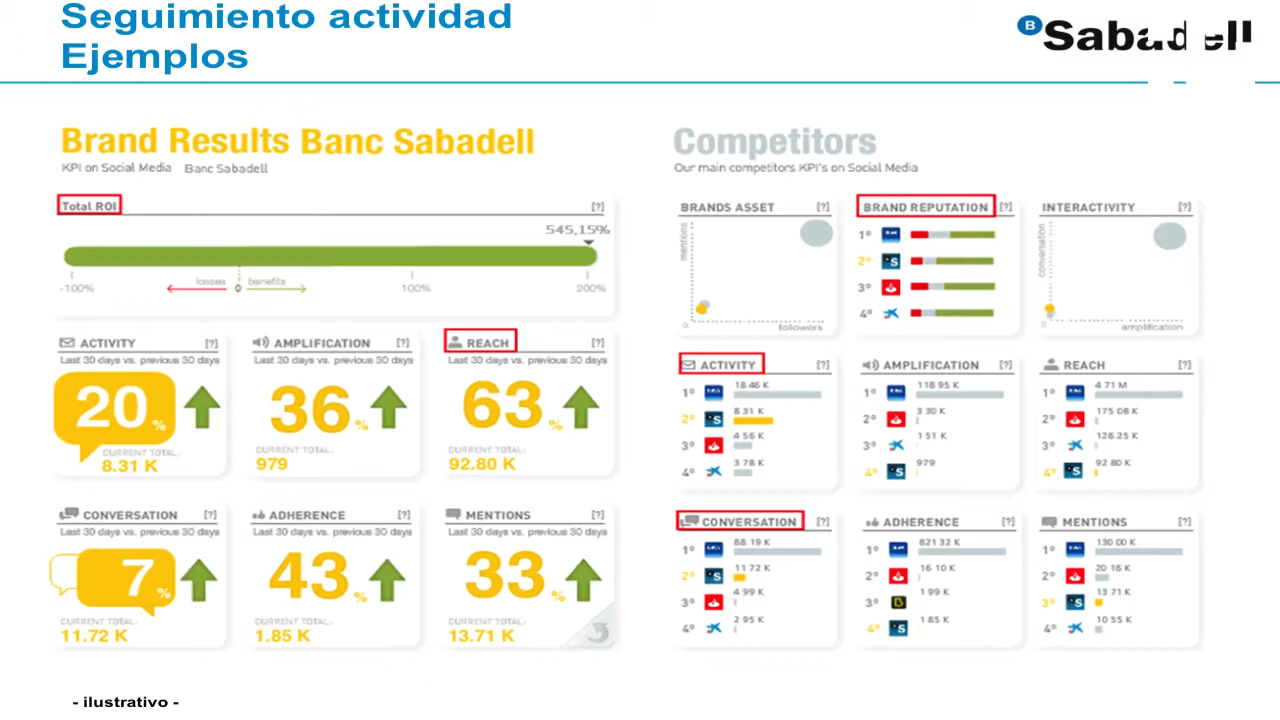 Seguimiento actividad
Ejemplos
B Sabadell
Brand Results Banc Sabadell
KPI on Social Media Banc Sabadell
Total ROI [?]
545,15%
losses benefits
-100% 0 100% 200%
ACTIVITY [?]
Last 30 days vs. previous 30 days
20 %
CURRENT TOTAL:
8.31 K
AMPLIFICATION [?]
Last 30 days vs. previous 30 days
36 %
CURRENT TOTAL:
979
REACH [?]
Last 30 days vs. previous 30 days
63 %
CURRENT TOTAL:
92.80 K
CONVERSATION [?]
Last 30 days vs. previous 30 days
7 %
CURRENT TOTAL:
11.72 K
ADHERENCE [?]
Last 30 days vs. previous 30 days
43 %
CURRENT TOTAL:
1.85 K
MENTIONS [?]
Last 30 days vs. previous 30 days
33 %
CURRENT TOTAL:
13.71 K
Competitors
Our main competitors KPI's on Social Media
BRANDS ASSET [?]
mentions
0
followers
BRAND REPUTATION [?]
1º
2º
3º
4º
INTERACTIVITY [?]
conversation
0
amplification
ACTIVITY [?]
1º 18.46 K
2º 8.31 K
3º 4.56 K
4º 3.78 K
AMPLIFICATION [?]
1º 118.95 K
2º 3.30 K
3º 1.51 K
4º 979
REACH [?]
1º 4.71 M
2º 175.08 K
3º 126.25 K
4º 92.80 K
CONVERSATION [?]
1º 88.19 K
2º 11.72 K
3º 4.99 K
4º 2.95 K
ADHERENCE [?]
1º 821.32 K
2º 16.10 K
3º 1.99 K
4º 1.85 K
MENTIONS [?]
1º 130.00 K
2º 20.16 K
3º 13.71 K
4º 10.55 K
- ilustrativo -